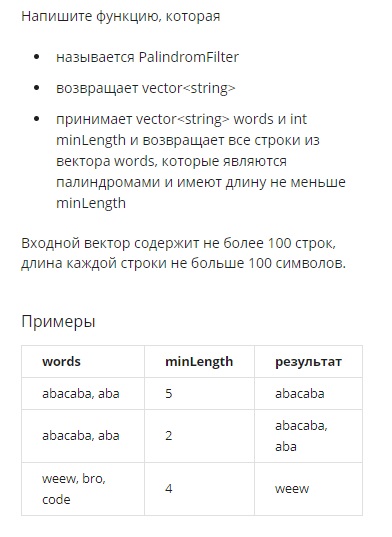 Напишите функцию, которая
• называется PalindromFilter
• возвращает vector<string>
• принимает vector<string> words и int
minLength и возвращает все строки из
вектора words, которые являются
палиндромами и имеют длину не меньше
minLength
Входной вектор содержит не более 100 строк,
длина каждой строки не больше 100 символов.
Примеры
words minLength результат
abacaba, aba 5 abacaba
abacaba, aba 2 abacaba,
aba
weew, bro, 4 weew
code